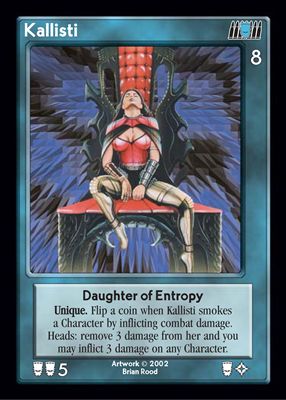 Kallisti
8
Daughter of Entropy
Unique. Flip a coin when Kallisti smokes
a Character by inflicting combat damage.
Heads: remove 3 damage from her and you
may inflict 3 damage on any Character.
5
Artwork © 2002
Brian Rood